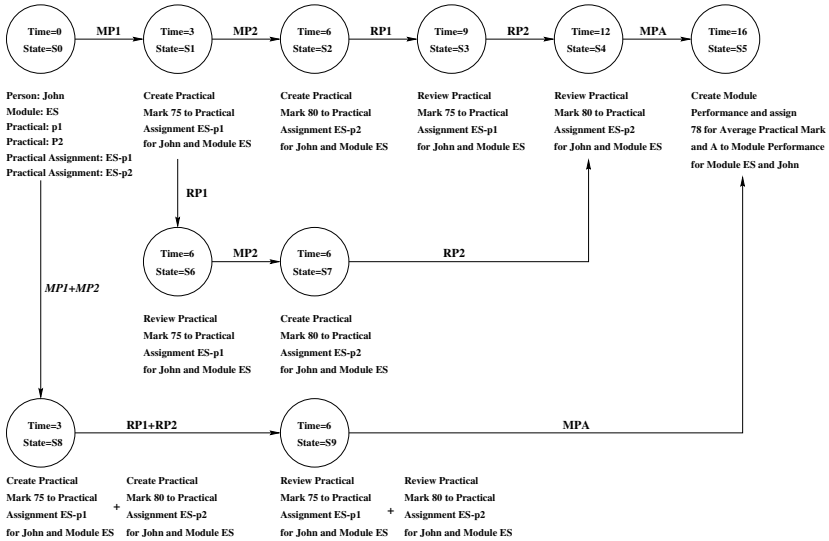 Time=0
State=S0
MP1
Time=3
State=S1
MP2
Time=6
State=S2
RP1
Time=9
State=S3
RP2
Time=12
State=S4
MPA
Time=16
State=S5
Person: John
Module: ES
Practical: p1
Practical: P2
Practical Assignment: ES-p1
Practical Assignment: ES-p2
Create Practical
Mark 75 to Practical
Assignment ES-p1
for John and Module ES
Create Practical
Mark 80 to Practical
Assignment ES-p2
for John and Module ES
Review Practical
Mark 75 to Practical
Assignment ES-p1
for John and Module ES
Review Practical
Mark 80 to Practical
Assignment ES-p2
for John and Module ES
Create Module
Performance and assign
78 for Average Practical Mark
and A to Module Performance
for Module ES and John
RP1
MP1+MP2
Time=6
State=S6
MP2
Time=6
State=S7
RP2
Review Practical
Mark 75 to Practical
Assignment ES-p1
for John and Module ES
Create Practical
Mark 80 to Practical
Assignment ES-p2
for John and Module ES
Time=3
State=S8
RP1+RP2
Time=6
State=S9
MPA
Create Practical
Mark 75 to Practical
Assignment ES-p1
for John and Module ES
+
Create Practical
Mark 80 to Practical
Assignment ES-p2
for John and Module ES
Review Practical
Mark 75 to Practical
Assignment ES-p1
for John and Module ES
+
Review Practical
Mark 80 to Practical
Assignment ES-p2
for John and Module ES